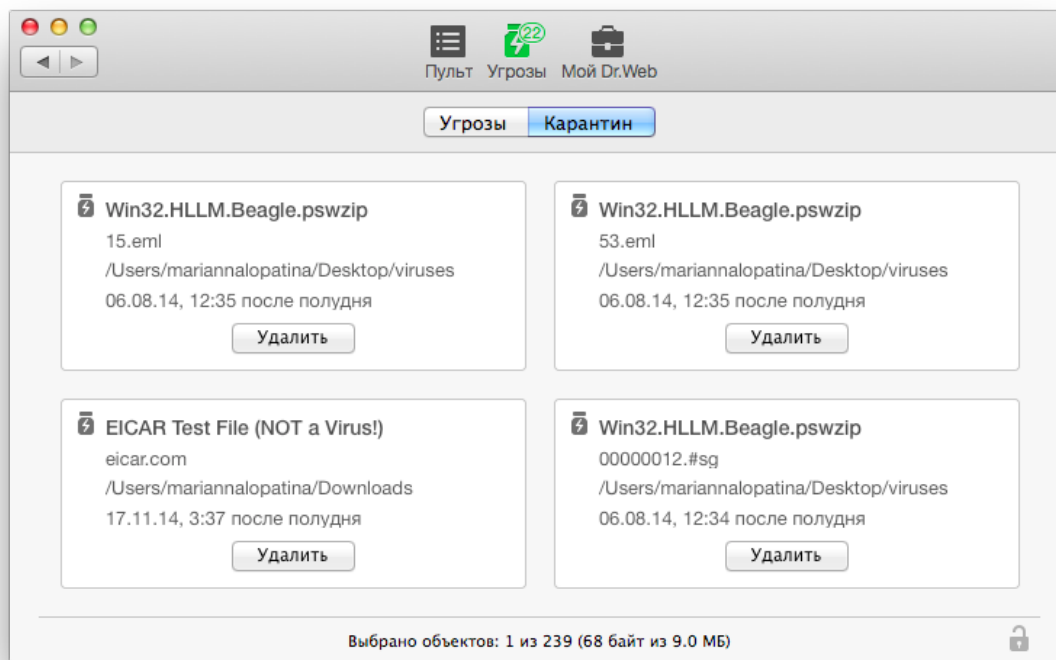 22
Пульт Угрозы Мой Dr.Web
Угрозы Карантин
Win32.HLLM.Beagle.pswzip
15.eml
/Users/mariannalopatina/Desktop/viruses
06.08.14, 12:35 после полудня
Удалить
Win32.HLLM.Beagle.pswzip
53.eml
/Users/mariannalopatina/Desktop/viruses
06.08.14, 12:35 после полудня
Удалить
EICAR Test File (NOT a Virus!)
eicar.com
/Users/mariannalopatina/Downloads
17.11.14, 3:37 после полудня
Удалить
Win32.HLLM.Beagle.pswzip
00000012.#sg
/Users/mariannalopatina/Desktop/viruses
06.08.14, 12:34 после полудня
Удалить
Выбрано объектов: 1 из 239 (68 байт из 9.0 МБ)